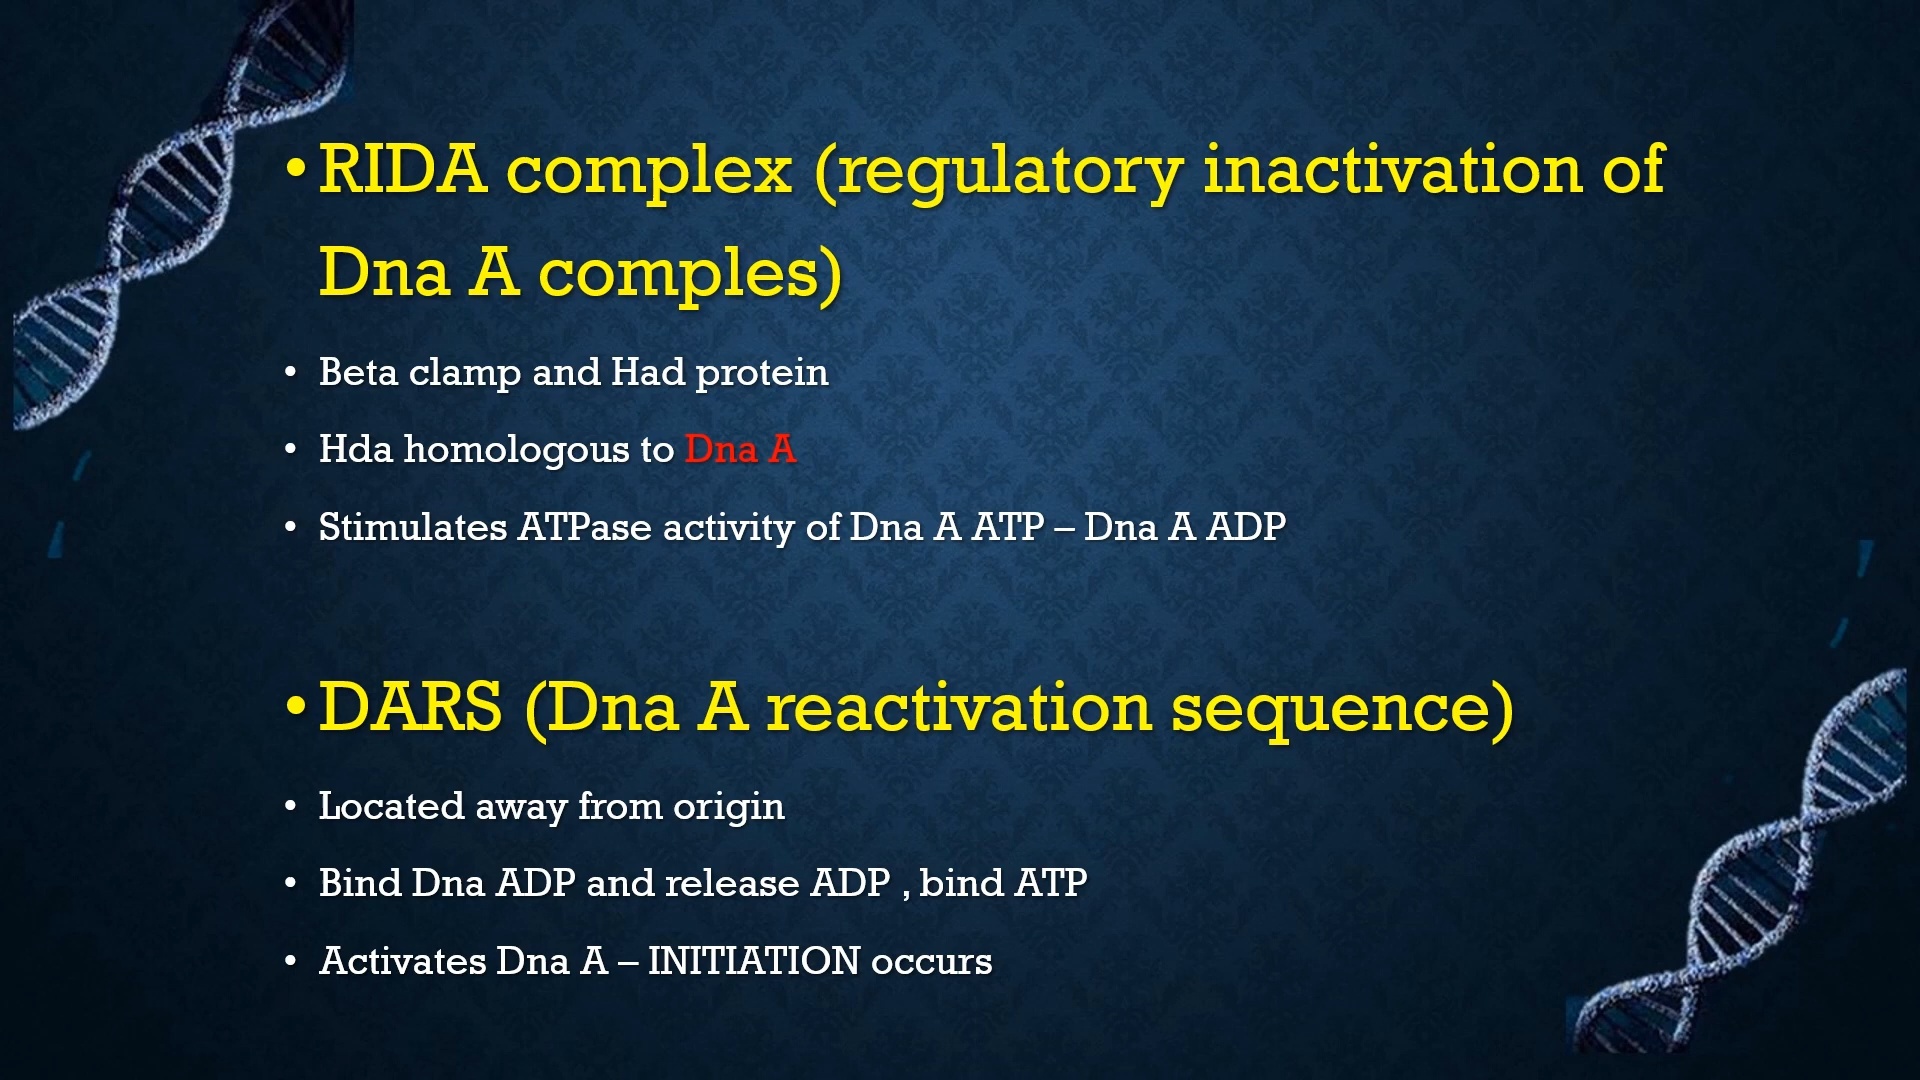 • RIDA complex (regulatory inactivation of
Dna A comples)
• Beta clamp and Had protein
• Hda homologous to Dna A
• Stimulates ATPase activity of Dna A ATP – Dna A ADP
• DARS (Dna A reactivation sequence)
• Located away from origin
• Bind Dna ADP and release ADP , bind ATP
• Activates Dna A – INITIATION occurs